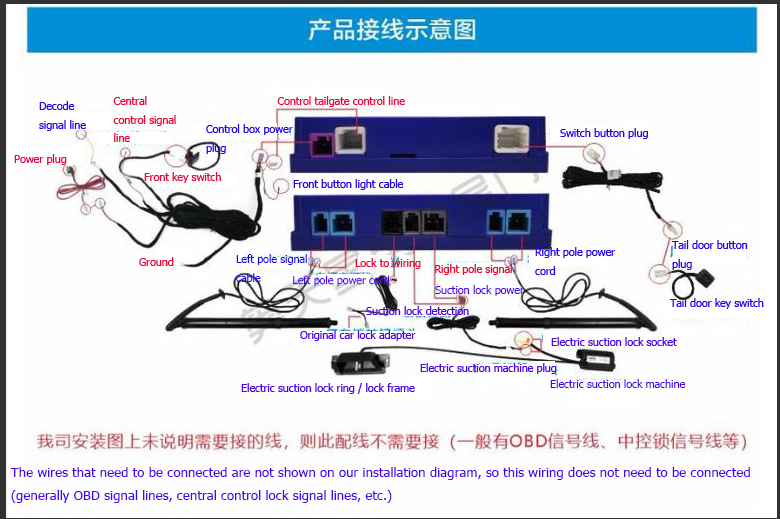 产品接线示意图
Decode
signal line
Central
control signal
line
Control tailgate control line
Control box power
plug
Switch button plug
Power plug
Front key switch
Front button light cable
Ground
Left pole signal
cable
Left pole power cord
Lock to wiring
Right pole signal
Right pole power
cord
Tail door button
plug
Suction lock power
Tail door key switch
Suction lock detection
Original car lock adapter
Electric suction lock socket
Electric suction machine plug
Electric suction lock ring / lock frame
Electric suction lock machine
我司安装图上未说明需要接的线，则此配线不需要接（一般有OBD信号线、中控锁信号线等）
The wires that need to be connected are not shown on our installation diagram, so this wiring does not need to be connected
(generally OBD signal lines, central control lock signal lines, etc.)